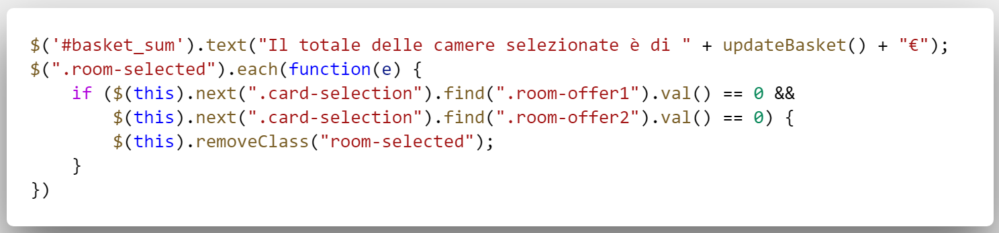 $('#basket_sum').text("Il totale delle camere selezionate è di " + updateBasket() + "€");
$(".room-selected").each(function(e) {
    if ($(this).next(".card-selection").find(".room-offer1").val() == 0 &&
        $(this).next(".card-selection").find(".room-offer2").val() == 0) {
        $(this).removeClass("room-selected");
    }
})